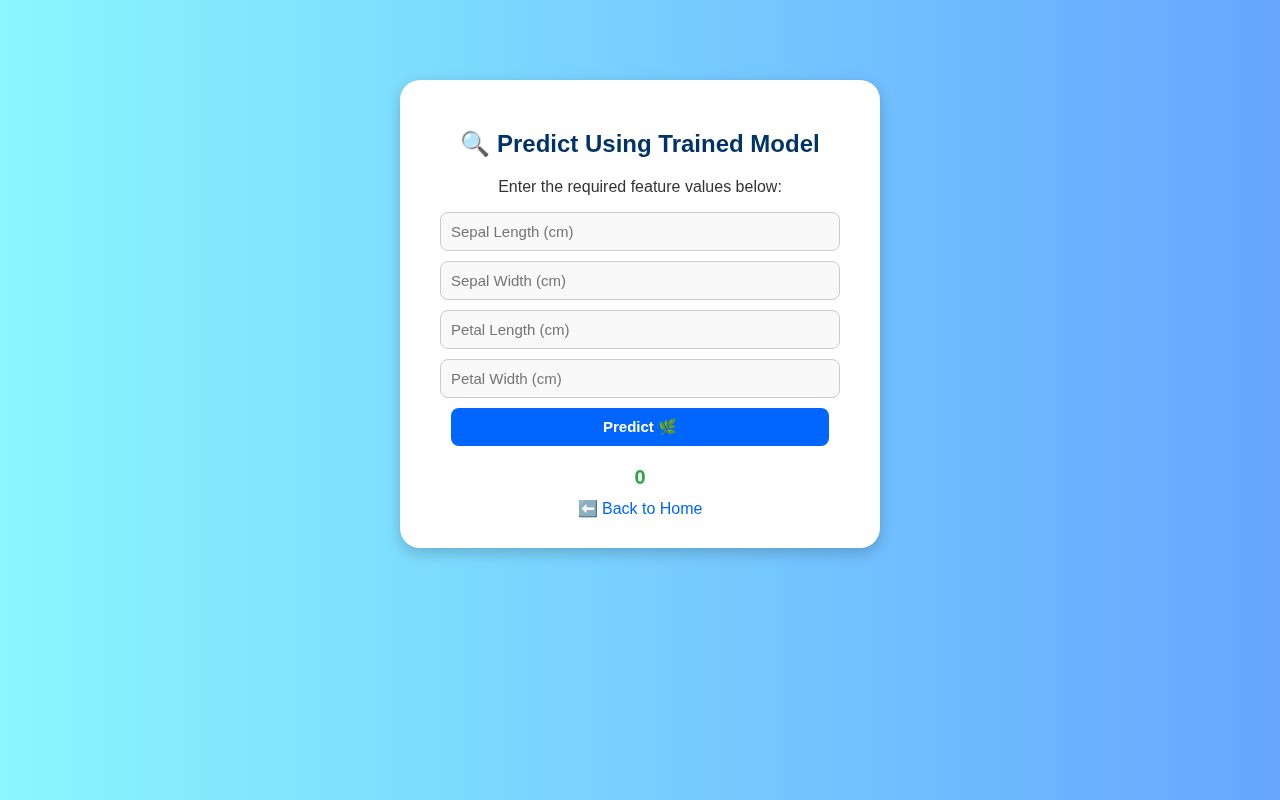 🔍 Predict Using Trained Model
Enter the required feature values below:
Sepal Length (cm)
Sepal Width (cm)
Petal Length (cm)
Petal Width (cm)
Predict 🌿
0
⬅️ Back to Home